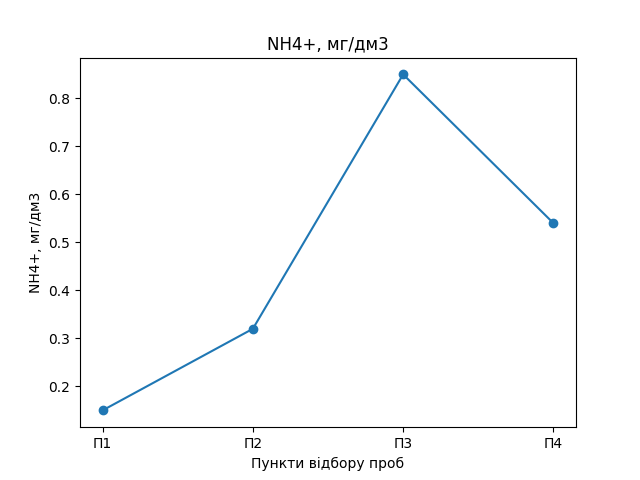 NH4+, мг/дм3
NH4+, мг/дм3
0.8
0.7
0.6
0.5
0.4
0.3
0.2
П1 П2 П3 П4
Пункти відбору проб